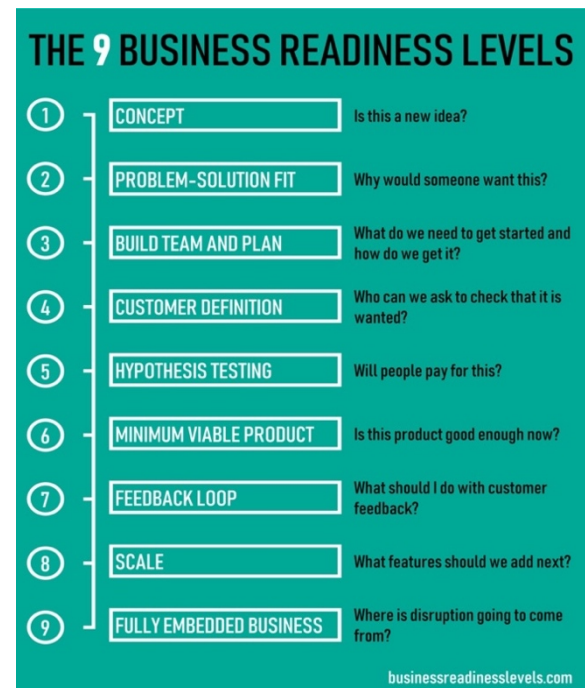 THE 9 BUSINESS READINESS LEVELS
1 CONCEPT Is this a new idea?
2 PROBLEM-SOLUTION FIT Why would someone want this?
3 BUILD TEAM AND PLAN What do we need to get started and
how do we get it?
4 CUSTOMER DEFINITION Who can we ask to check that it is
wanted?
5 HYPOTHESIS TESTING Will people pay for this?
6 MINIMUM VIABLE PRODUCT Is this product good enough now?
7 FEEDBACK LOOP What should I do with customer
feedback?
8 SCALE What features should we add next?
9 FULLY EMBEDDED BUSINESS Where is disruption going to come
from?
businessreadinesslevels.com